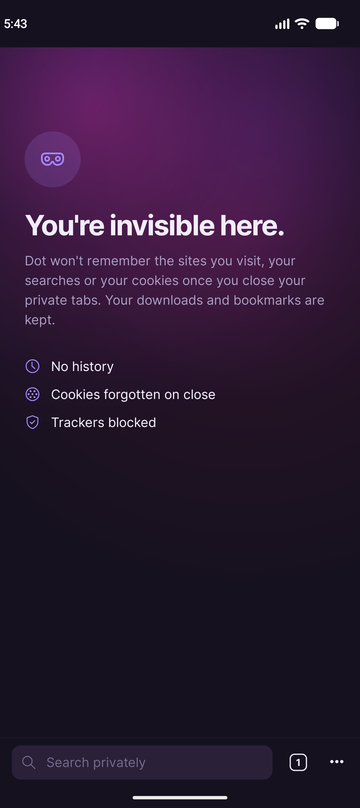 5:43
You're invisible here.
Dot won't remember the sites you visit, your
searches or your cookies once you close your
private tabs. Your downloads and bookmarks are
kept.
No history
Cookies forgotten on close
Trackers blocked
Search privately
1